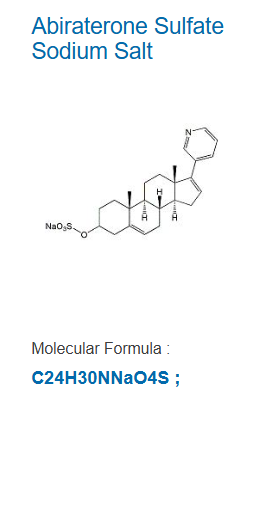 Abiraterone Sulfate
Sodium Salt
N
H
NaO₃S
H
H
O
Molecular Formula :
C24H30NNaO4S ;